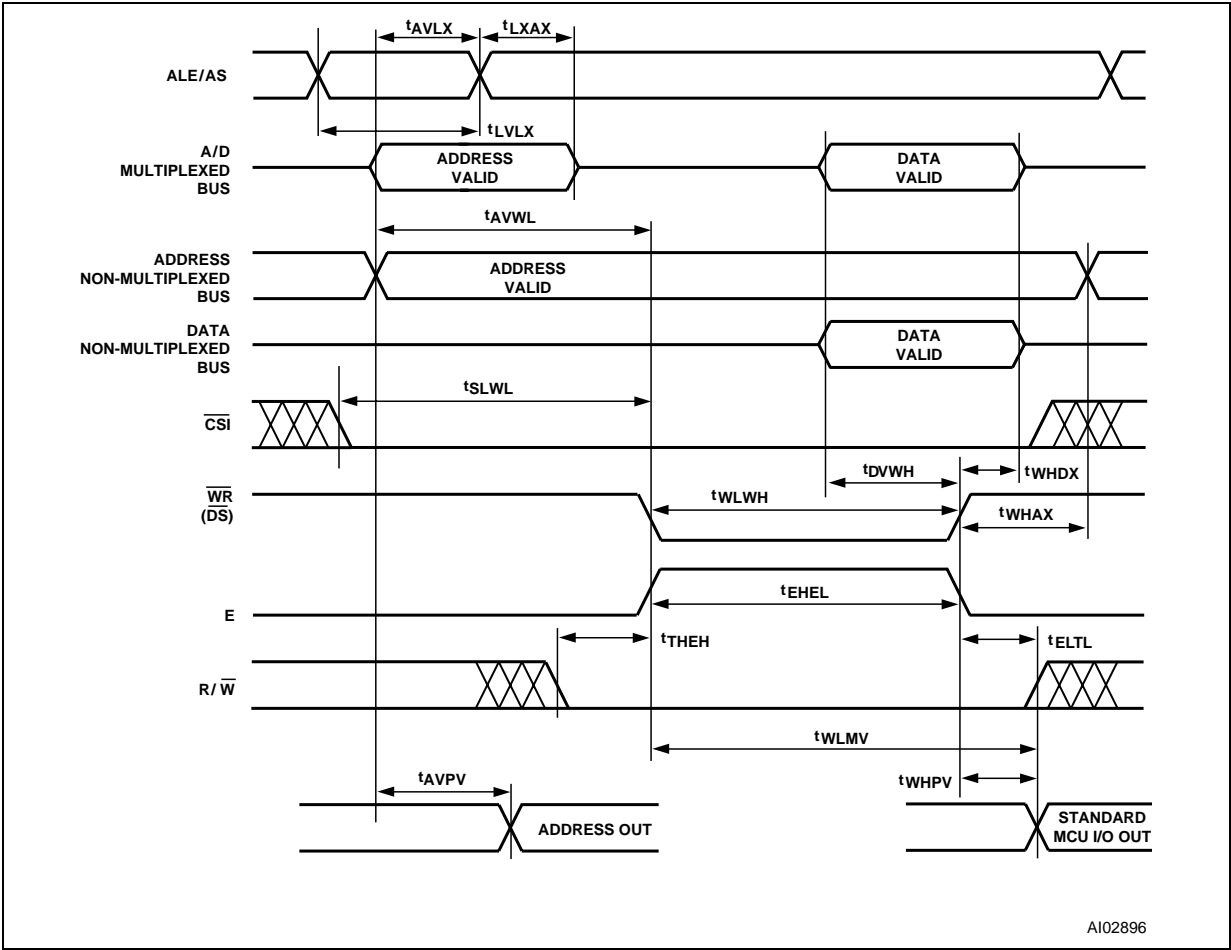 tAVLX tLXAX
ALE/AS
tLVLX
A/D
MULTIPLEXED
BUS
ADDRESS
VALID
DATA
VALID
tAVWL
ADDRESS
NON-MULTIPLEXED
BUS
ADDRESS
VALID
DATA
NON-MULTIPLEXED
BUS
DATA
VALID
tSLWL
CSI
tDVWH tWHDX
WR
(DS)
tWLWH
tWHAX
tEHEL
E
tTHEH tELTL
R/W
tWLMV
tAVPV tWHPV
ADDRESS OUT
STANDARD
MCU I/O OUT
AI02896